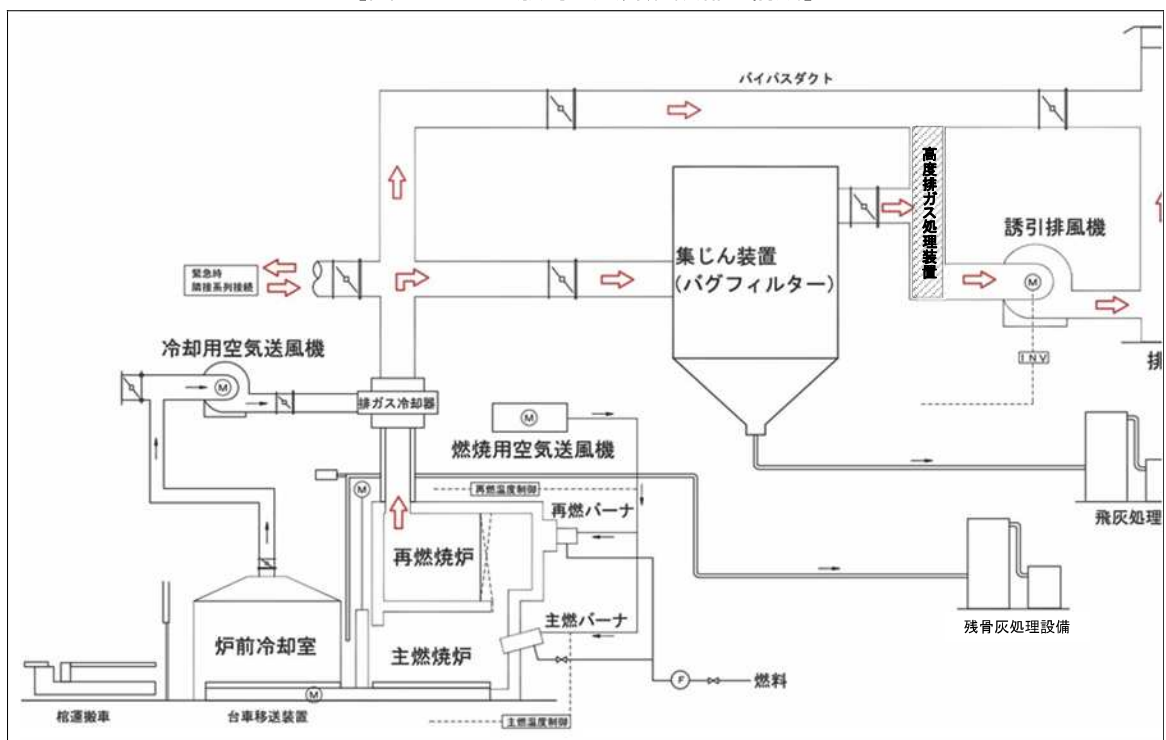 バイパスダクト
高度排ガス処理装置
誘引排風機
集じん装置
(バグフィルター)
緊急時
隣接系列接続
M
INV
冷却用空気送風機
M
排ガス冷却器
M
燃焼用空気送風機
排
再燃温度制御
M
再燃バーナ
飛灰処理
再燃焼炉
主燃バーナ
残骨灰処理設備
炉前冷却室
主燃焼炉
F
燃料
M
棺運搬車
台車移送装置
主燃温度制御